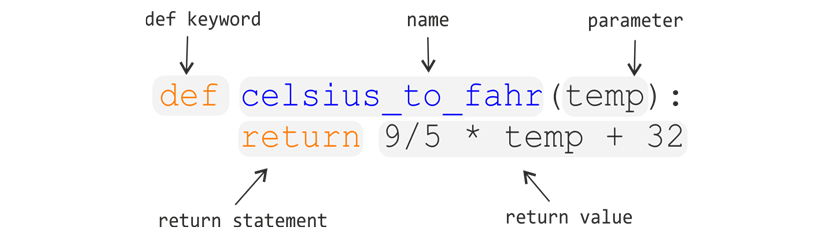 def keyword name parameter
def celsius_to_fahr(temp):
return 9/5 * temp + 32
return statement return value